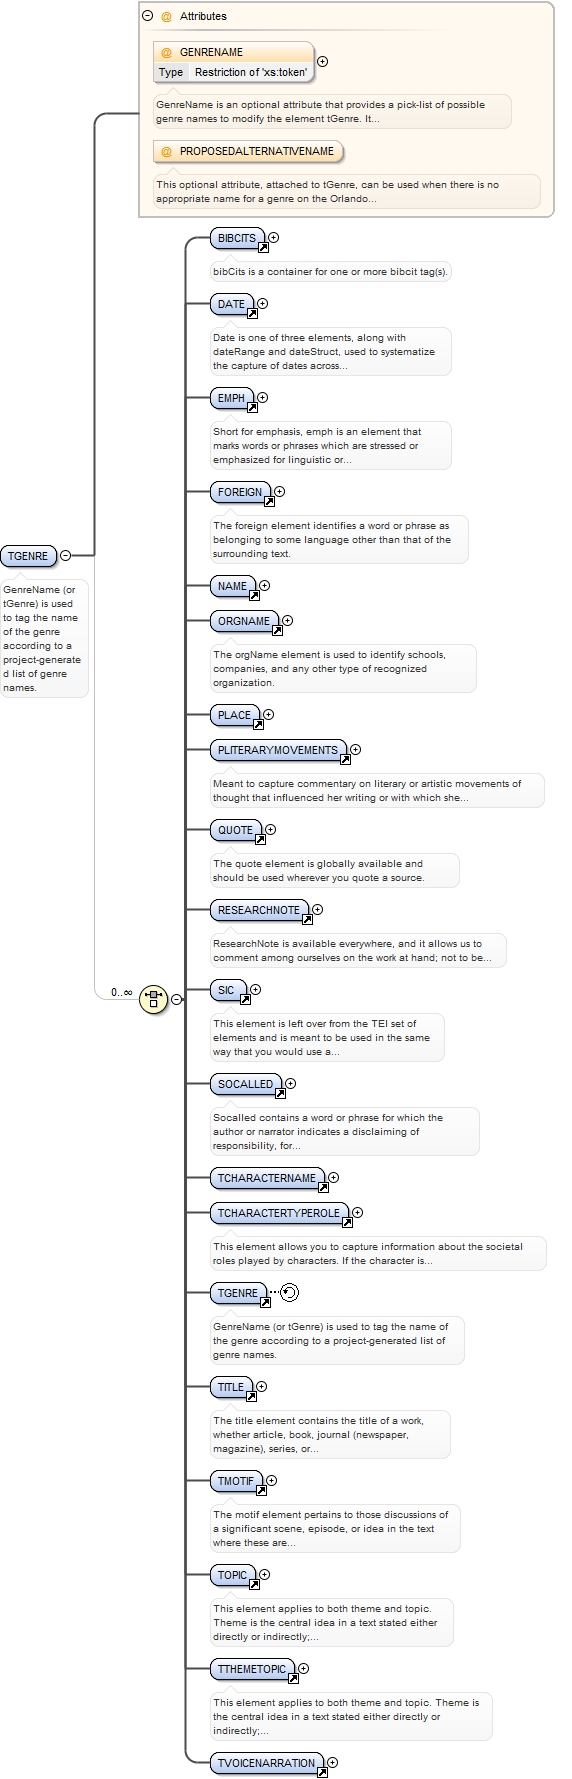 @ Attributes
@ GENRENAME
Type Restriction of 'xs:token'
GenreName is an optional attribute that provides a pick-list of possible
genre names to modify the element tGenre. It...
@ PROPOSEDALTERNATIVENAME
This optional attribute, attached to tGenre, can be used when there is no
appropriate name for a genre on the Orlando...
TGENRE
GenreName (or
tGenre) is used
to tag the name
of the genre
according to a
project-generate
d list of genre
names.
0..∞
BIBCITS
bibCits is a container for one or more bibcit tag(s).
DATE
Date is one of three elements, along with
dateRange and dateStruct, used to systematize
the capture of dates across...
EMPH
Short for emphasis, emph is an element that
marks words or phrases which are stressed or
emphasized for linguistic or...
FOREIGN
The foreign element identifies a word or phrase as
belonging to some language other than that of the
surrounding text.
NAME
ORGNAME
The orgName element is used to identify schools,
companies, and any other type of recognized
organization.
PLACE
PLITERARYMOVEMENTS
Meant to capture commentary on literary or artistic movements of
thought that influenced her writing or with which she...
QUOTE
The quote element is globally available and
should be used wherever you quote a source.
RESEARCHNOTE
ResearchNote is available everywhere, and it allows us to
comment among ourselves on the work at hand; not to be...
SIC
This element is left over from the TEI set of
elements and is meant to be used in the same
way that you would use a...
SOCALLED
Socalled contains a word or phrase for which the
author or narrator indicates a disclaiming of
responsibility, for...
TCHARACTERNAME
TCHARACTERTYPEROLE
This element allows you to capture information about the societal
roles played by characters. If the character is...
TGENRE
GenreName (or tGenre) is used to tag the name of
the genre according to a project-generated list of
genre names.
TITLE
The title element contains the title of a work,
whether article, book, journal (newspaper,
magazine), series, or...
TMOTIF
The motif element pertains to those discussions of
a significant scene, episode, or idea in the text
where these are...
TOPIC
This element applies to both theme and topic.
Theme is the central idea in a text stated either
directly or indirectly;...
TTHEMETOPIC
This element applies to both theme and topic. Theme is
the central idea in a text stated either directly or
indirectly;...
TVOICENARRATION